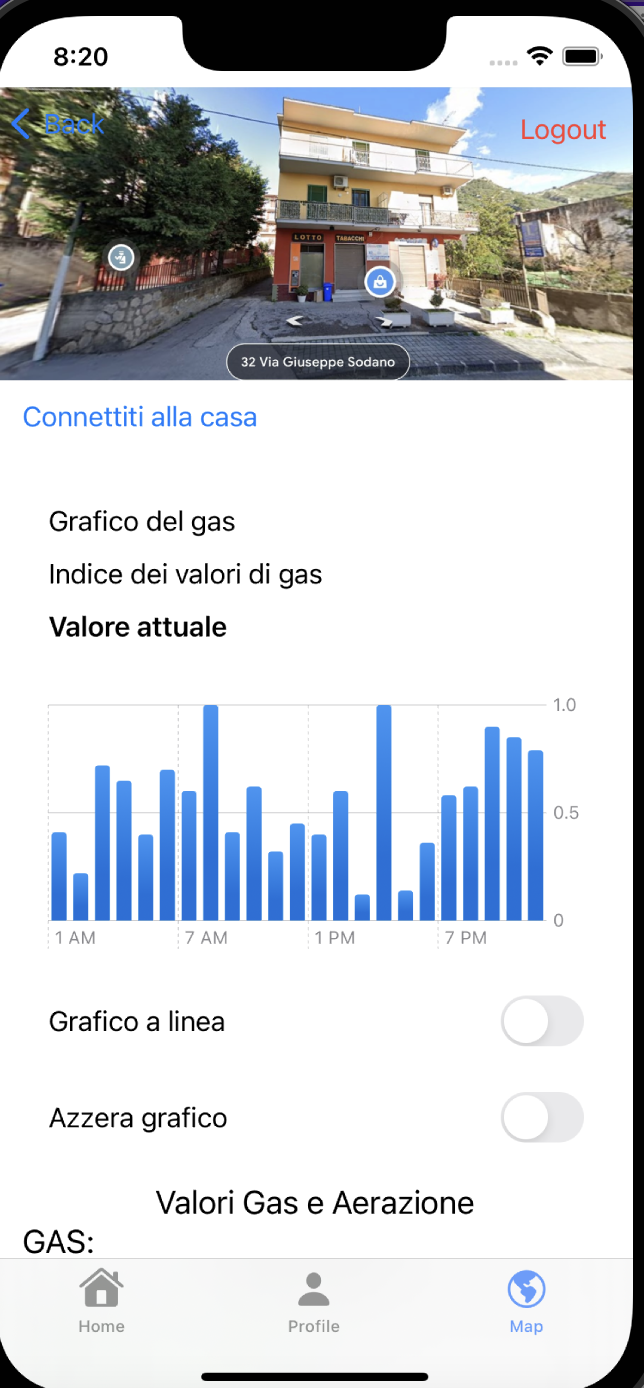 8:20
Back
Logout
LOTTO
TABACCHI
32 Via Giuseppe Sodano
Connettiti alla casa
Grafico del gas
Indice dei valori di gas
Valore attuale
1.0
0.5
0
1 AM
7 AM
1 PM
7 PM
Grafico a linea
Azzera grafico
Valori Gas e Aerazione
GAS:
Home
Profile
Map